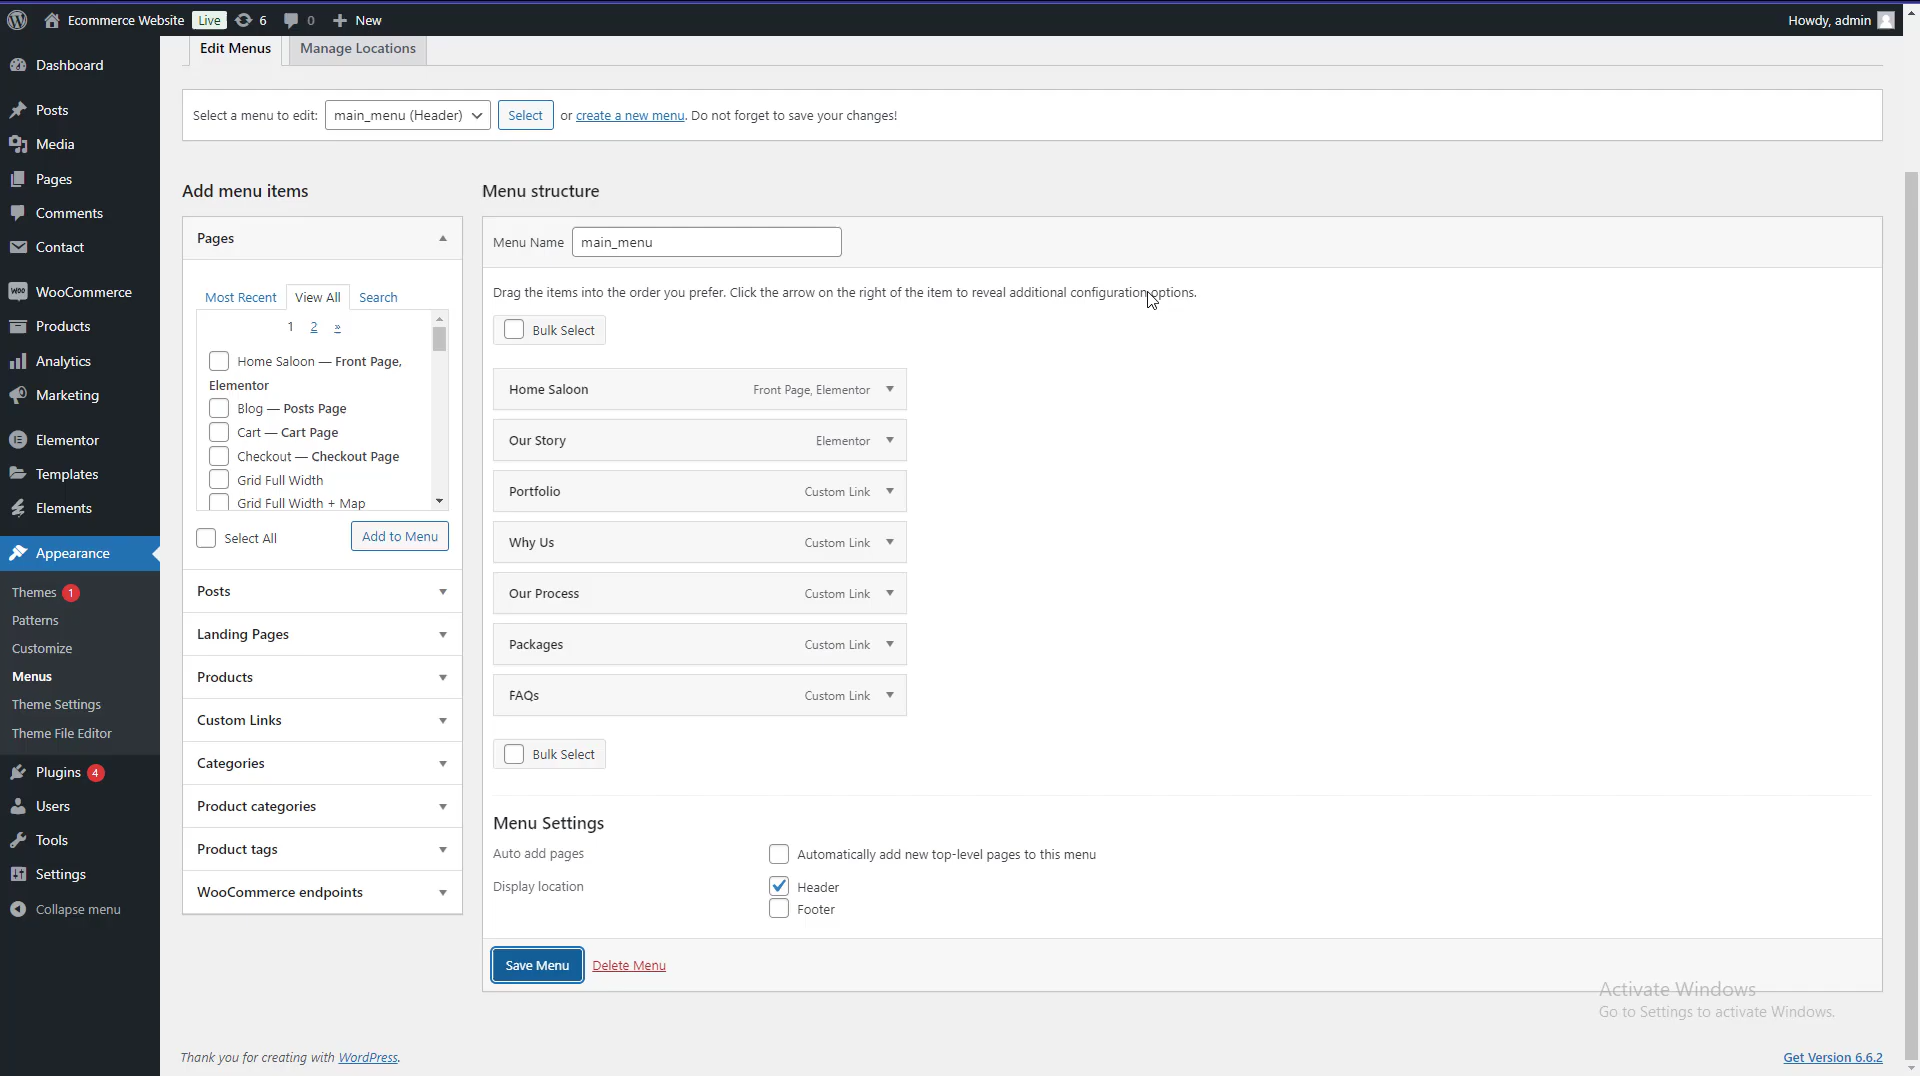 Ecommerce Website Live 6 0 New
Howdy, admin
Dashboard
Posts
Media
Pages
Comments
Contact
WooCommerce
Products
Analytics
Marketing
Elementor
Templates
Elements
Appearance
Themes 1
Patterns
Customize
Menus
Theme Settings
Theme File Editor
Plugins 4
Users
Tools
Settings
Collapse menu
Edit Menus
Manage Locations
Select a menu to edit: main_menu (Header) Select or create a new menu. Do not forget to save your changes!
Add menu items
Pages
Most Recent View All Search
1 2 »
Home Saloon — Front Page,
Elementor
Blog — Posts Page
Cart — Cart Page
Checkout — Checkout Page
Grid Full Width
Grid Full Width + Map
Select All Add to Menu
Posts
Landing Pages
Products
Custom Links
Categories
Product categories
Product tags
WooCommerce endpoints
Menu structure
Menu Name main_menu
Drag the items into the order you prefer. Click the arrow on the right of the item to reveal additional configuration options.
Bulk Select
Home Saloon Front Page, Elementor
Our Story Elementor
Portfolio Custom Link
Why Us Custom Link
Our Process Custom Link
Packages Custom Link
FAQs Custom Link
Bulk Select
Menu Settings
Auto add pages Automatically add new top-level pages to this menu
Display location Header
Footer
Save Menu Delete Menu
Activate Windows
Go to Settings to activate Windows.
Thank you for creating with WordPress.
Get Version 6.6.2